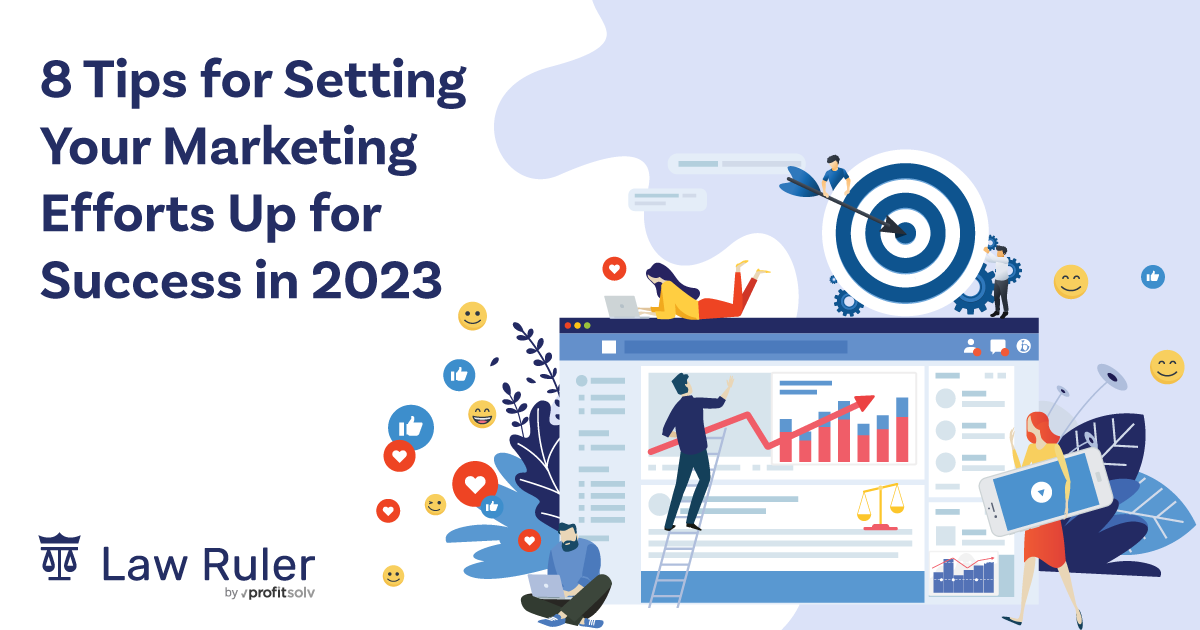 8 Tips for Setting
Your Marketing
Efforts Up for
Success in 2023
Law Ruler
by profitsolv